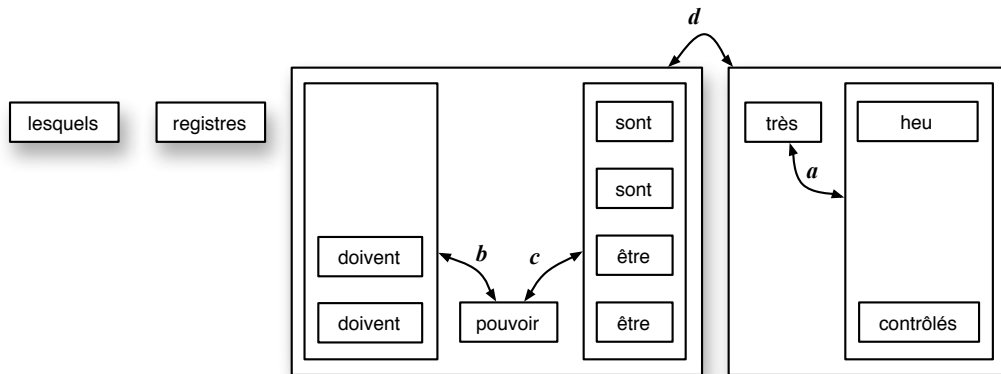 d
lesquels registres sont très heu
sont a
doivent b c être
doivent pouvoir être contrôlés